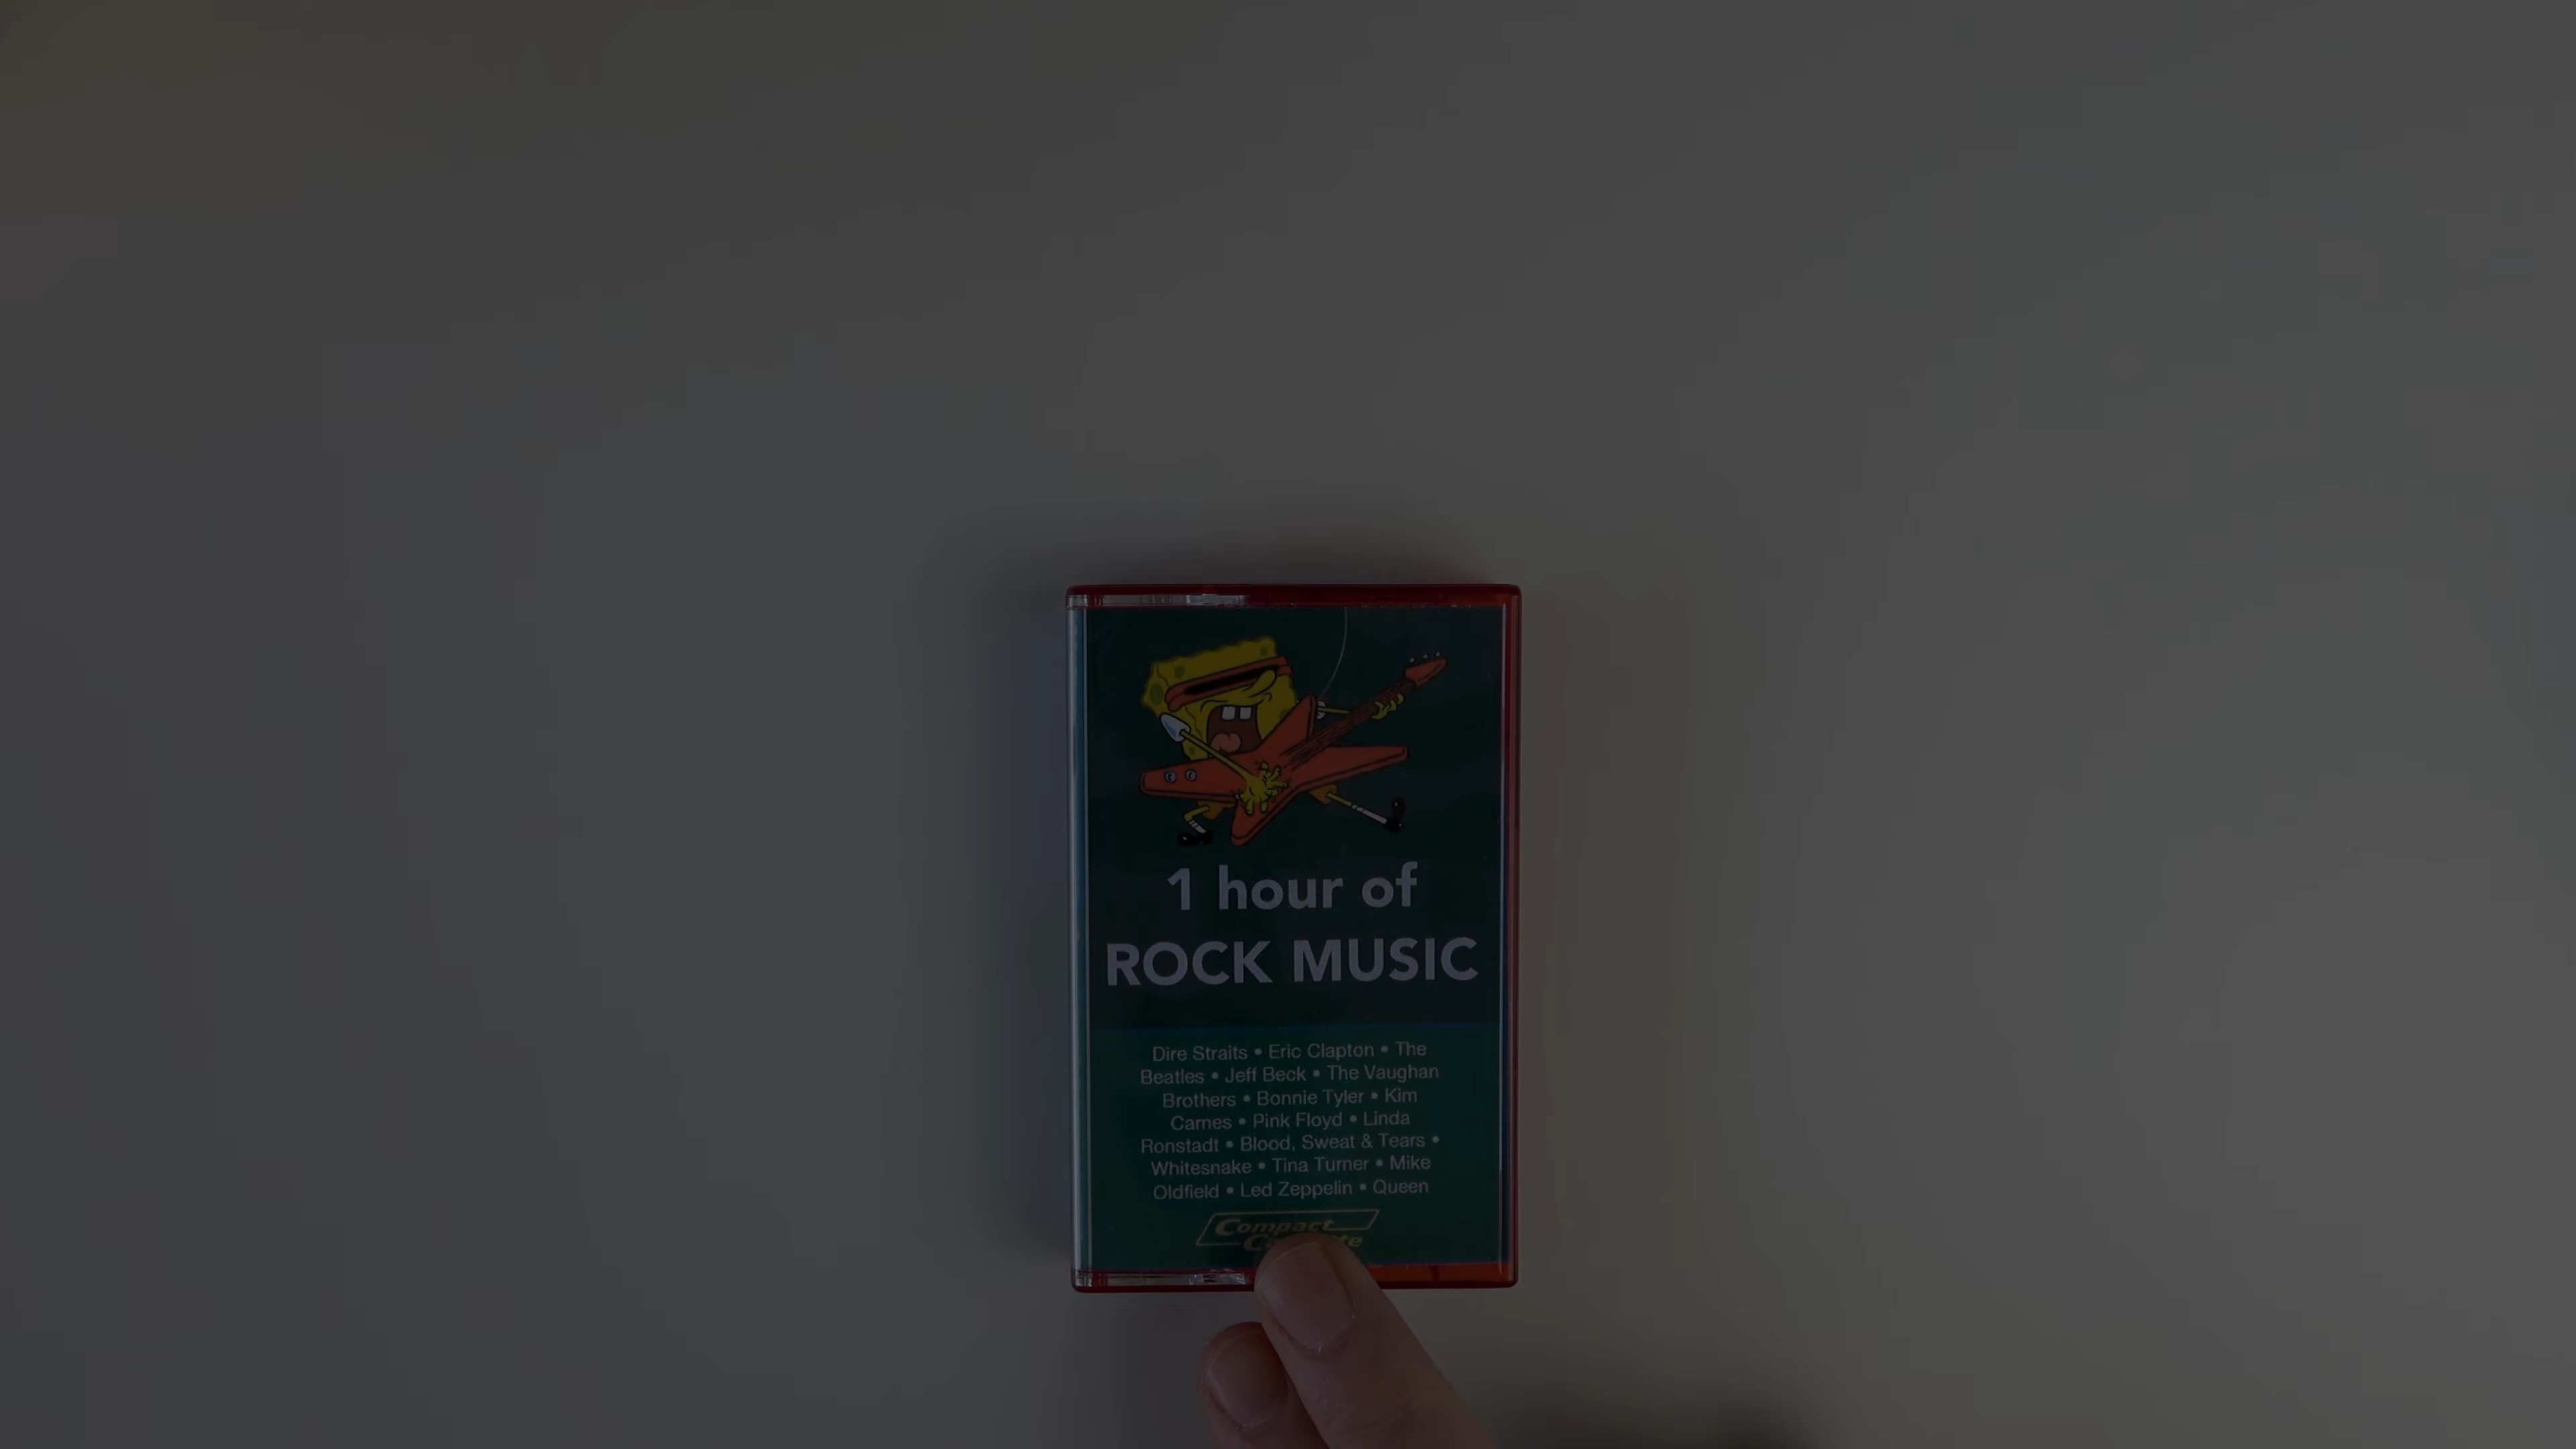 1 hour of
ROCK MUSIC
Dire Straits • Eric Clapton • The
Beatles • Jeff Beck • The Vaughan
Brothers • Bonnie Tyler • Kim
Carnes • Pink Floyd • Linda
Ronstadt • Blood, Sweat & Tears •
Whitesnake • Tina Turner • Mike
Oldfield • Led Zeppelin • Queen
Compact